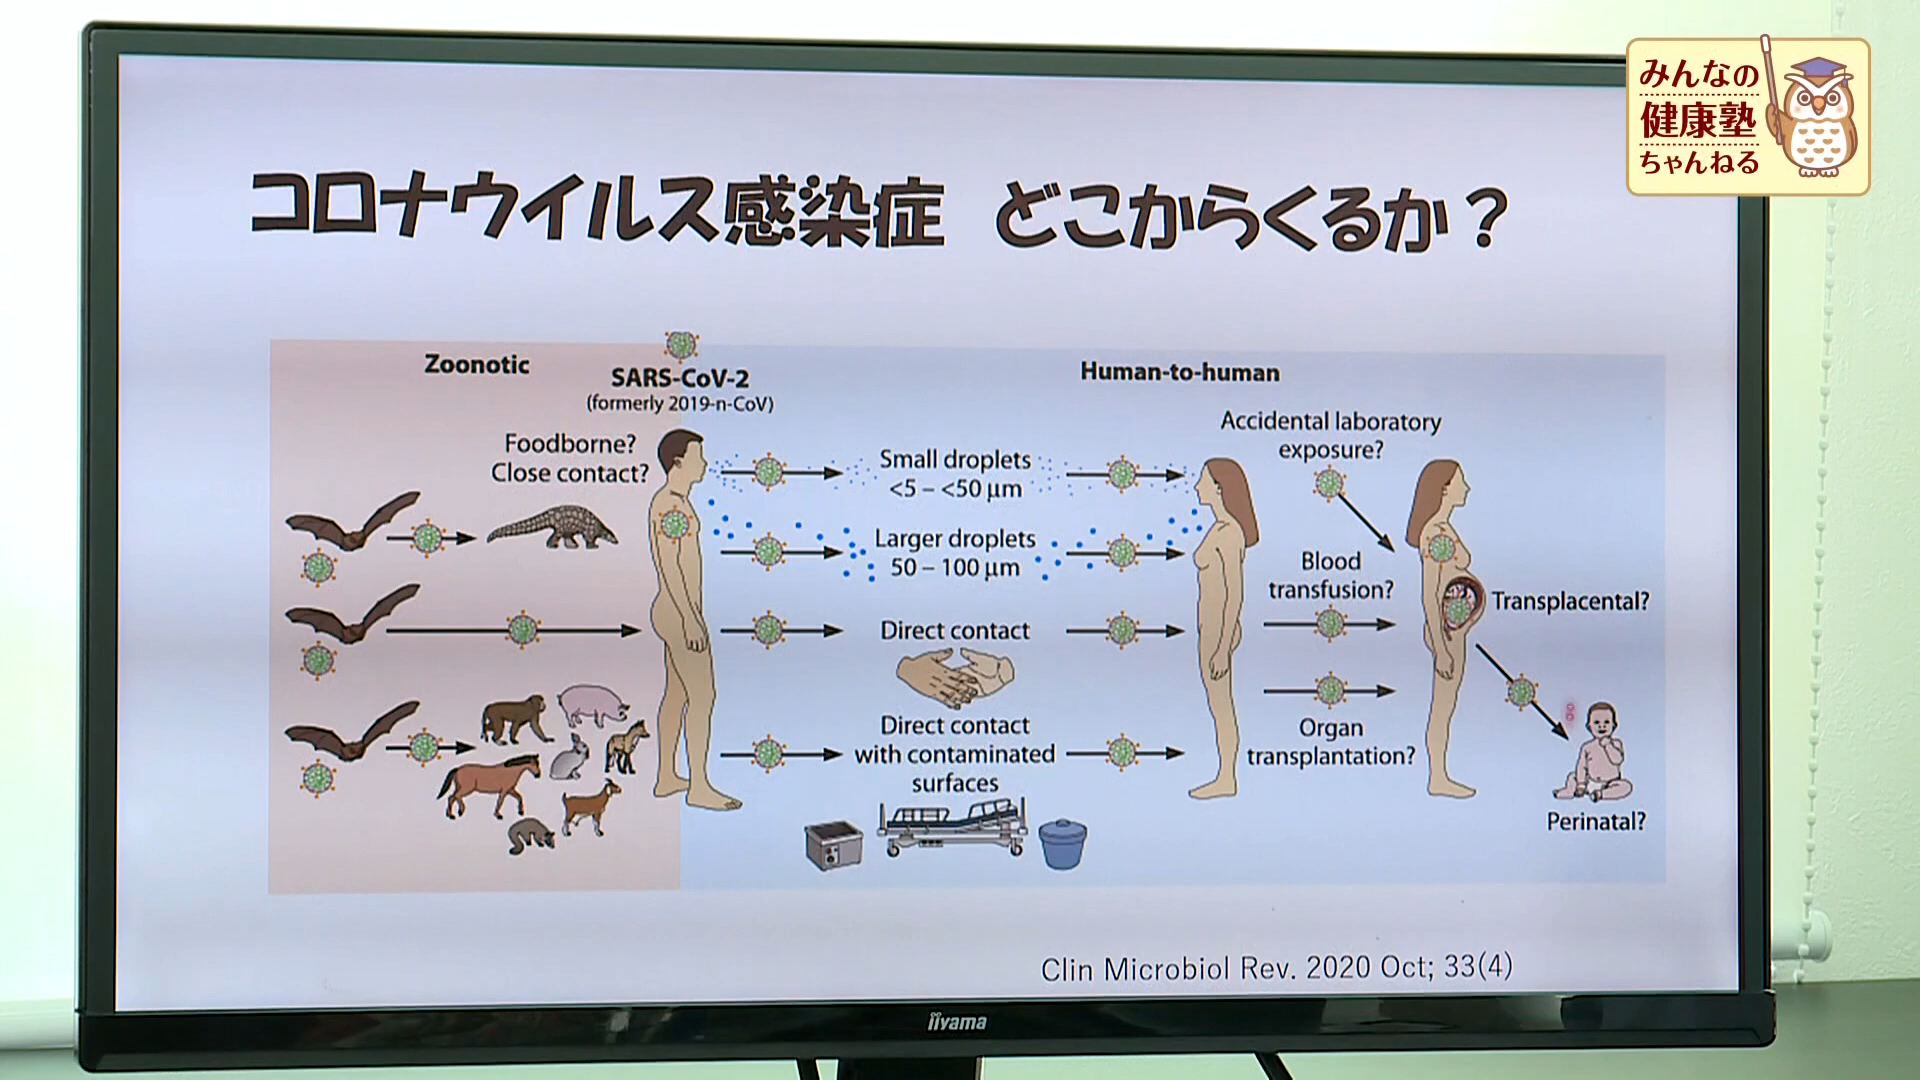 みんなの
健康塾
ちゃんねる
コロナウイルス感染症 どこからくるか？
Zoonotic
SARS-CoV-2
(formerly 2019-n-CoV)
Human-to-human
Foodborne?
Close contact?
Small droplets
<5 – <50 μm
Larger droplets
50 – 100 μm
Direct contact
Direct contact
with contaminated
surfaces
Accidental laboratory
exposure?
Blood
transfusion?
Organ
transplantation?
Transplacental?
Perinatal?
Clin Microbiol Rev. 2020 Oct; 33(4)
iiyama